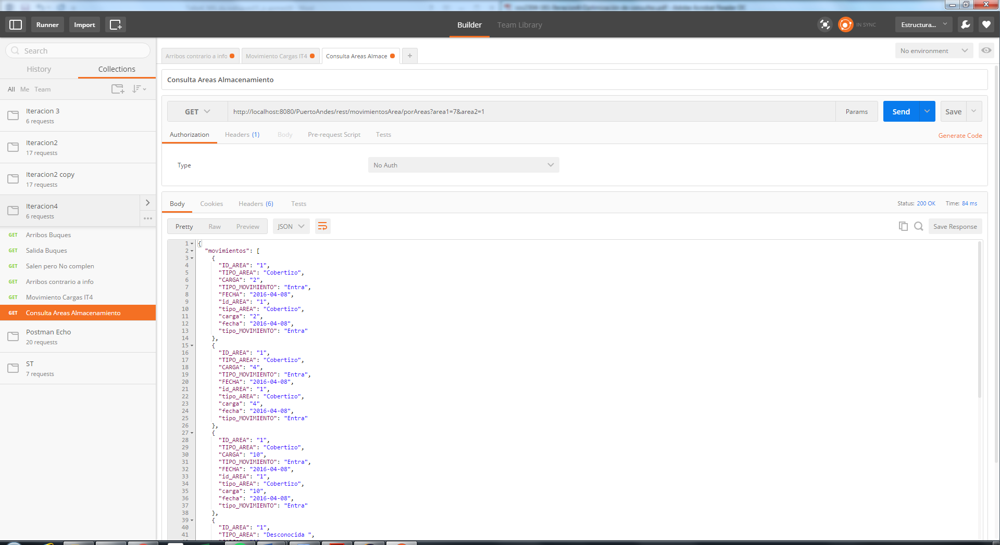 Runner
Import
Builder
Team Library
IN SYNC
Estructura...
Search
History
Collections
All Me Team
Iteracion 3
6 requests
Iteracion2
17 requests
Iteracion2 copy
17 requests
Iteracion4
6 requests
GET Arribos Buques
GET Salida Buques
GET Salen pero No complen
GET Arribos contrario a info
GET Movimiento Cargas IT4
GET Consulta Areas Almacenamiento
Postman Echo
20 requests
ST
7 requests
Arribos contrario a info
Movimiento Cargas IT4
Consulta Areas Almace
+
No environment
Consulta Areas Almacenamiento
GET
http://localhost:8080/PuertoAndes/rest/movimientosArea/porAreas?area1=7&area2=1
Params
Send
Save
Authorization
Headers (1)
Body
Pre-request Script
Tests
Generate Code
Type
No Auth
Body
Cookies
Headers (6)
Tests
Status: 200 OK
Time: 84 ms
Pretty
Raw
Preview
JSON
Save Response
1 {
2 "movimientos": [
3 {
4 "ID_AREA": "1",
5 "TIPO_AREA": "Cobertizo",
6 "CARGA": "2",
7 "TIPO_MOVIMIENTO": "Entra",
8 "FECHA": "2016-04-08",
9 "id_AREA": "1",
10 "tipo_AREA": "Cobertizo",
11 "carga": "2",
12 "fecha": "2016-04-08",
13 "tipo_MOVIMIENTO": "Entra"
14 },
15 {
16 "ID_AREA": "1",
17 "TIPO_AREA": "Cobertizo",
18 "CARGA": "4",
19 "TIPO_MOVIMIENTO": "Entra",
20 "FECHA": "2016-04-08",
21 "id_AREA": "1",
22 "tipo_AREA": "Cobertizo",
23 "carga": "4",
24 "fecha": "2016-04-08",
25 "tipo_MOVIMIENTO": "Entra"
26 },
27 {
28 "ID_AREA": "1",
29 "TIPO_AREA": "Cobertizo",
30 "CARGA": "10",
31 "TIPO_MOVIMIENTO": "Entra",
32 "FECHA": "2016-04-08",
33 "id_AREA": "1",
34 "tipo_AREA": "Cobertizo",
35 "carga": "10",
36 "fecha": "2016-04-08",
37 "tipo_MOVIMIENTO": "Entra"
38 },
39 {
40 "ID_AREA": "1",
41 "TIPO_AREA": "Desconocida ",